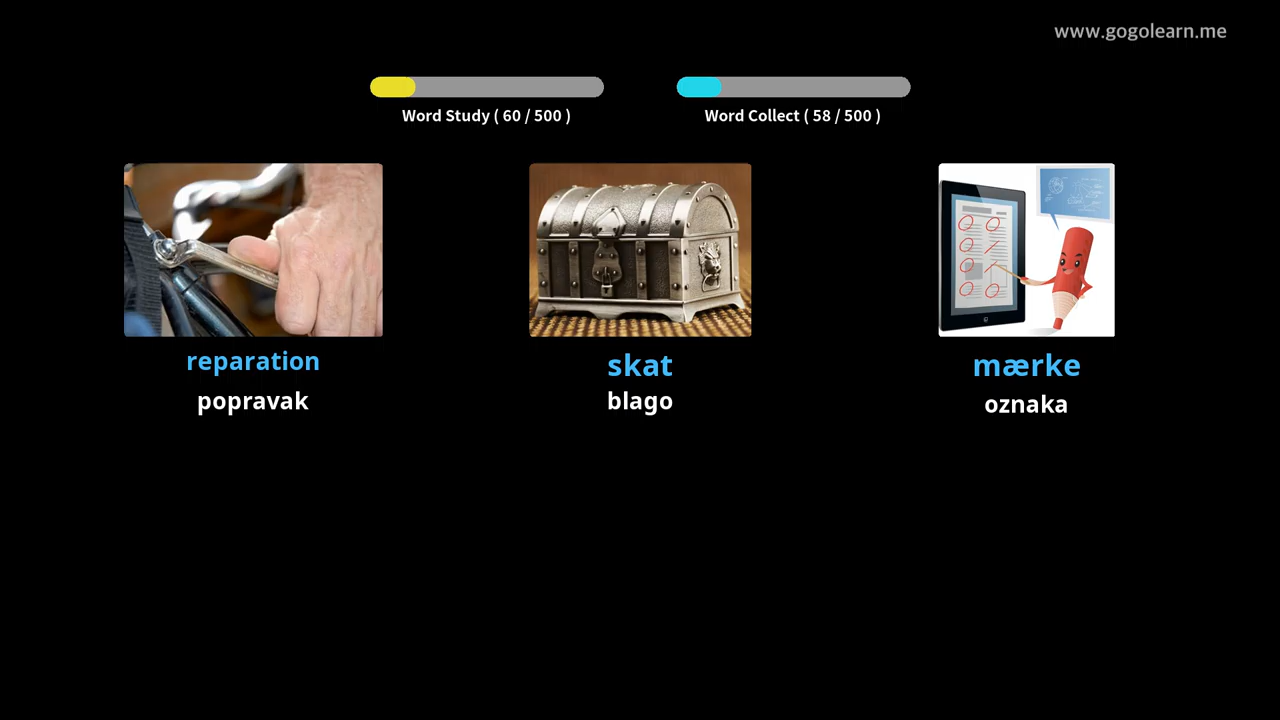 www.gogolearn.me
Word Study ( 60 / 500 )
Word Collect ( 58 / 500 )
reparation
skat
mærke
popravak
blago
oznaka